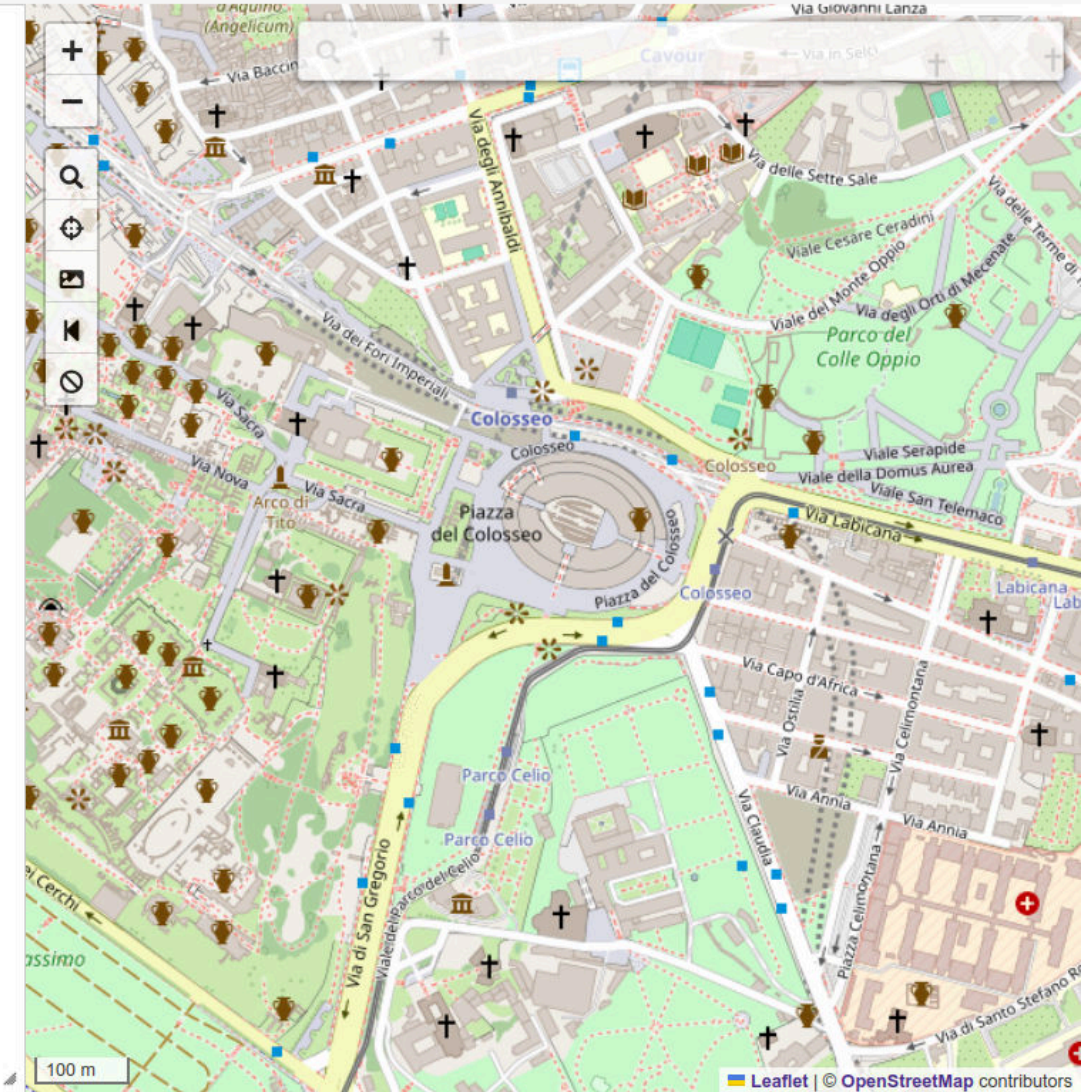 d'Aquino
(Angelicum)
Via Giovanni Lanza
Via Baccin
Cavour
Via in Selci
Via degli Annibaldi
Via delle Sette Sale
Viale Cesare Ceradini
Via delle Terme di
Viale del Monte Oppio
Via degli Orti di Mecenate
Parco del
Colle Oppio
Via dei Fori Imperiali
Via Sacra
Colosseo
Colosseo
Colosseo
Viale Serapide
Viale della Domus Aurea
Viale San Telemaco
Via Nova
Via Sacra
Arco di
Tito
Piazza
del Colosseo
Piazza del Colosseo
Via Labicana
Colosseo
Labicana
Lab
Via Capo d'Africa
Via Ostilia
Via Celimontana
Parco Celio
Via Annia
Via Annia
Via Claudia
Parco Celio
Via di San Gregorio
Viale del Parco del Celio
Piazza Celimontana
ei Cerchi
assimo
Via di Santo Stefano Ro
100 m
Leaflet | © OpenStreetMap contributors